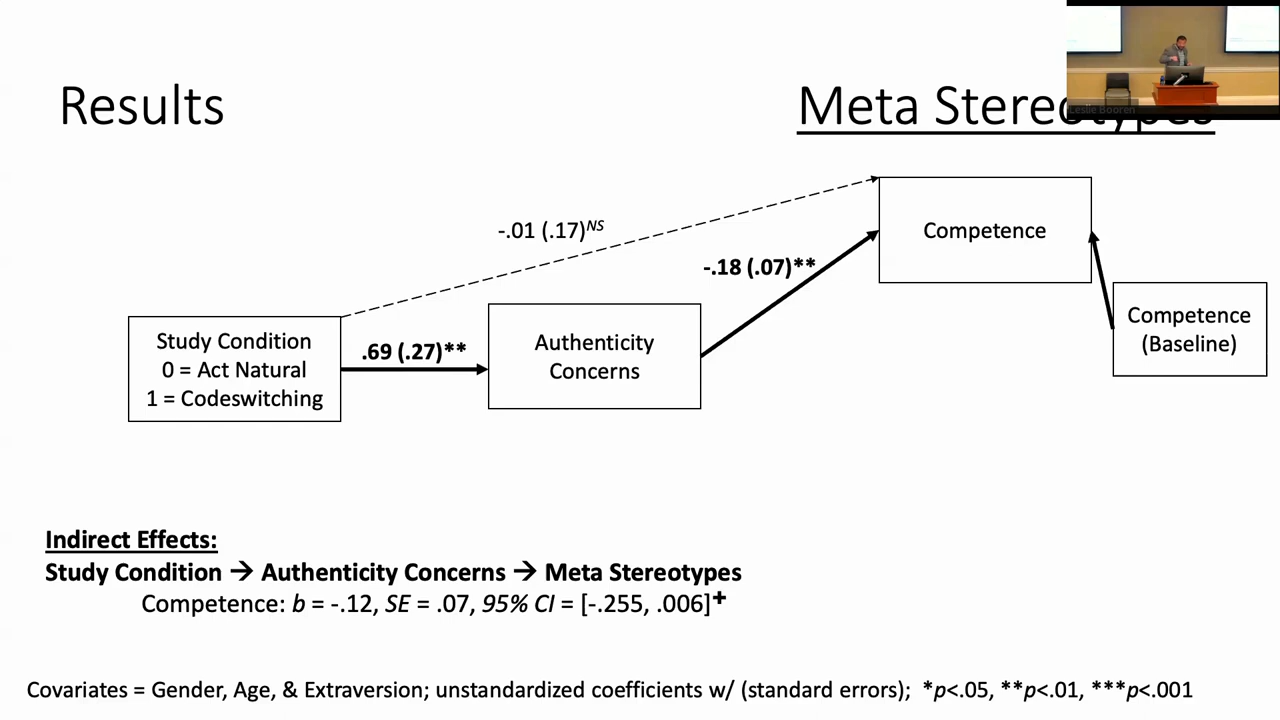 Results
Meta Stereotypes
Leslie Booren
-.01 (.17)NS
Competence
-.18 (.07)**
Study Condition
0 = Act Natural
1 = Codeswitching
.69 (.27)**
Authenticity
Concerns
Competence
(Baseline)
Indirect Effects:
Study Condition → Authenticity Concerns → Meta Stereotypes
Competence: b = -.12, SE = .07, 95% CI = [-.255, .006]+
Covariates = Gender, Age, & Extraversion; unstandardized coefficients w/ (standard errors); *p<.05, **p<.01, ***p<.001